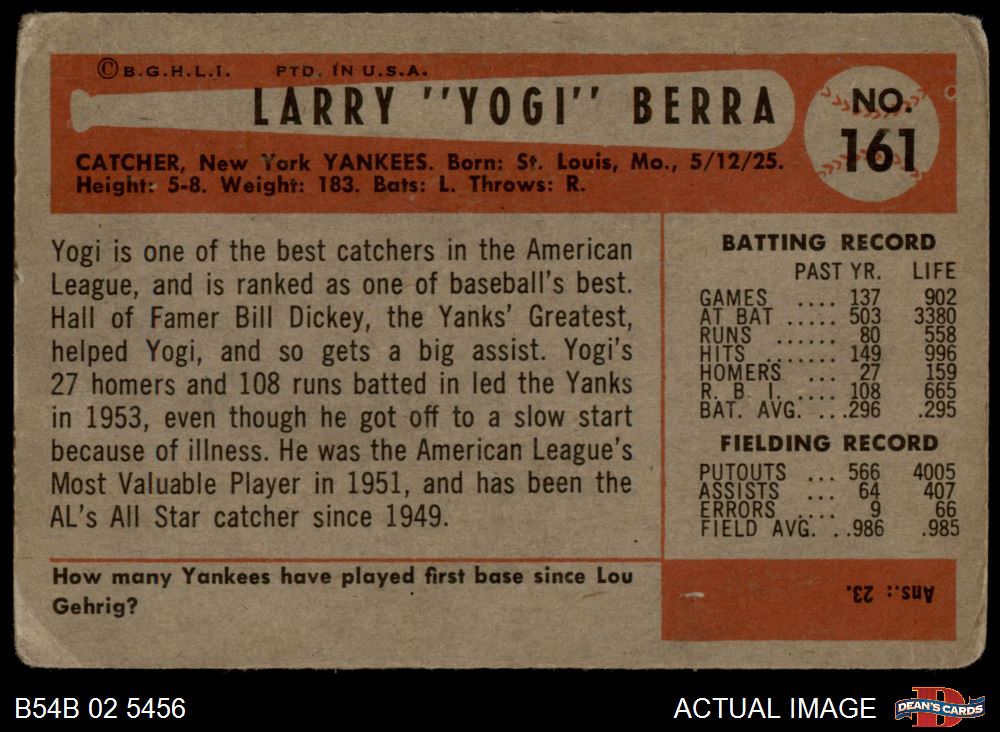 ©B.G.H.L.I. PTD. IN U.S.A.
LARRY "YOGI" BERRA
NO.
161
CATCHER, New York YANKEES. Born: St. Louis, Mo., 5/12/25.
Height: 5-8. Weight: 183. Bats: L. Throws: R.
Yogi is one of the best catchers in the American
League, and is ranked as one of baseball's best.
Hall of Famer Bill Dickey, the Yanks' Greatest,
helped Yogi, and so gets a big assist. Yogi's
27 homers and 108 runs batted in led the Yanks
in 1953, even though he got off to a slow start
because of illness. He was the American League's
Most Valuable Player in 1951, and has been the
AL's All Star catcher since 1949.
BATTING RECORD
PAST YR. LIFE
GAMES .... 137 902
AT BAT ..... 503 3380
RUNS ...... 80 558
HITS ....... 149 996
HOMERS ... 27 159
R. B. I. .... 108 665
BAT. AVG. ...296 .295
FIELDING RECORD
PUTOUTS ... 566 4005
ASSISTS ... 64 407
ERRORS .... 9 66
FIELD AVG. ..986 .985
How many Yankees have played first base since Lou
Gehrig?
Ans.: 23.
B54B 02 5456
ACTUAL IMAGE
D
DEAN'S CARDS